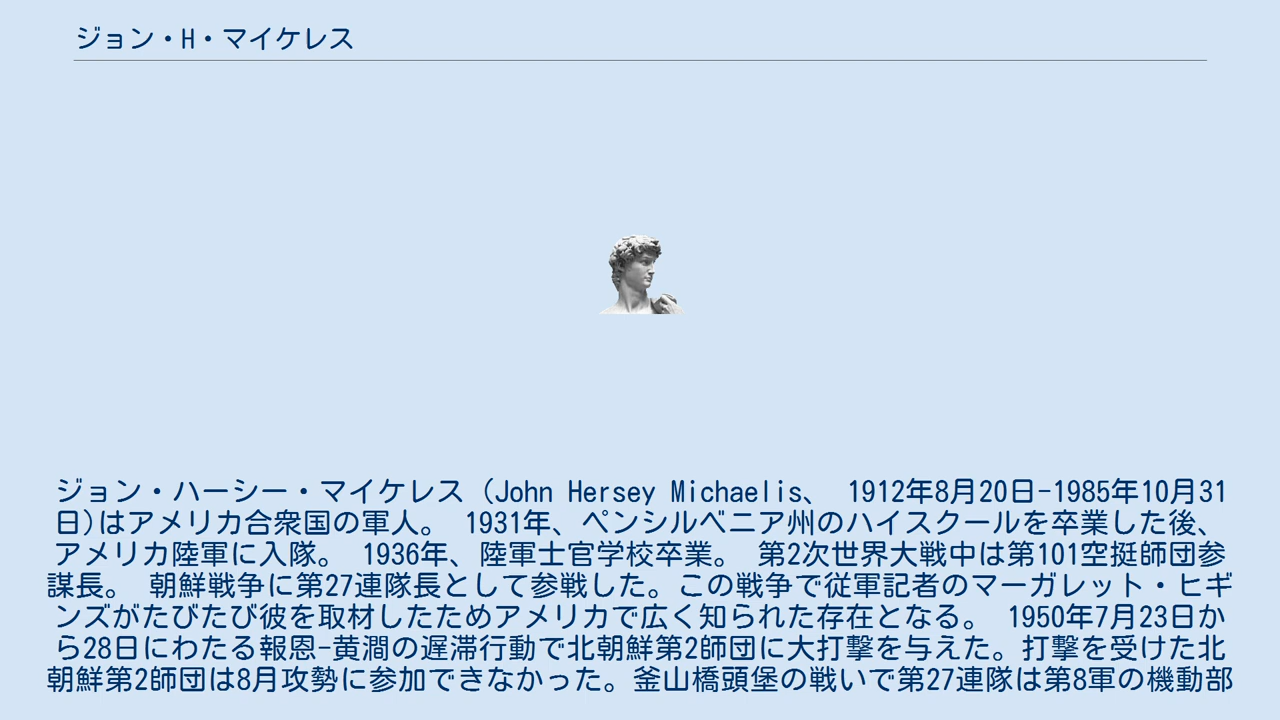 ジョン・H・マイケレス
ジョン・ハーシー・マイケレス（John Hersey Michaelis、 1912年8月20日-1985年10月31
日)はアメリカ合衆国の軍人。 1931年、ペンシルベニア州のハイスクールを卒業した後、
アメリカ陸軍に入隊。 1936年、陸軍士官学校卒業。 第2次世界大戦中は第101空挺師団参
謀長。 朝鮮戦争に第27連隊長として参戦した。この戦争で従軍記者のマーガレット・ヒギ
ンズがたびたび彼を取材したためアメリカで広く知られた存在となる。 1950年7月23日か
ら28日にわたる報恩-黄澗の遅滞行動で北朝鮮第2師団に大打撃を与えた。打撃を受けた北
朝鮮第2師団は8月攻勢に参加できなかった。釜山橋頭堡の戦いで第27連隊は第8軍の機動部